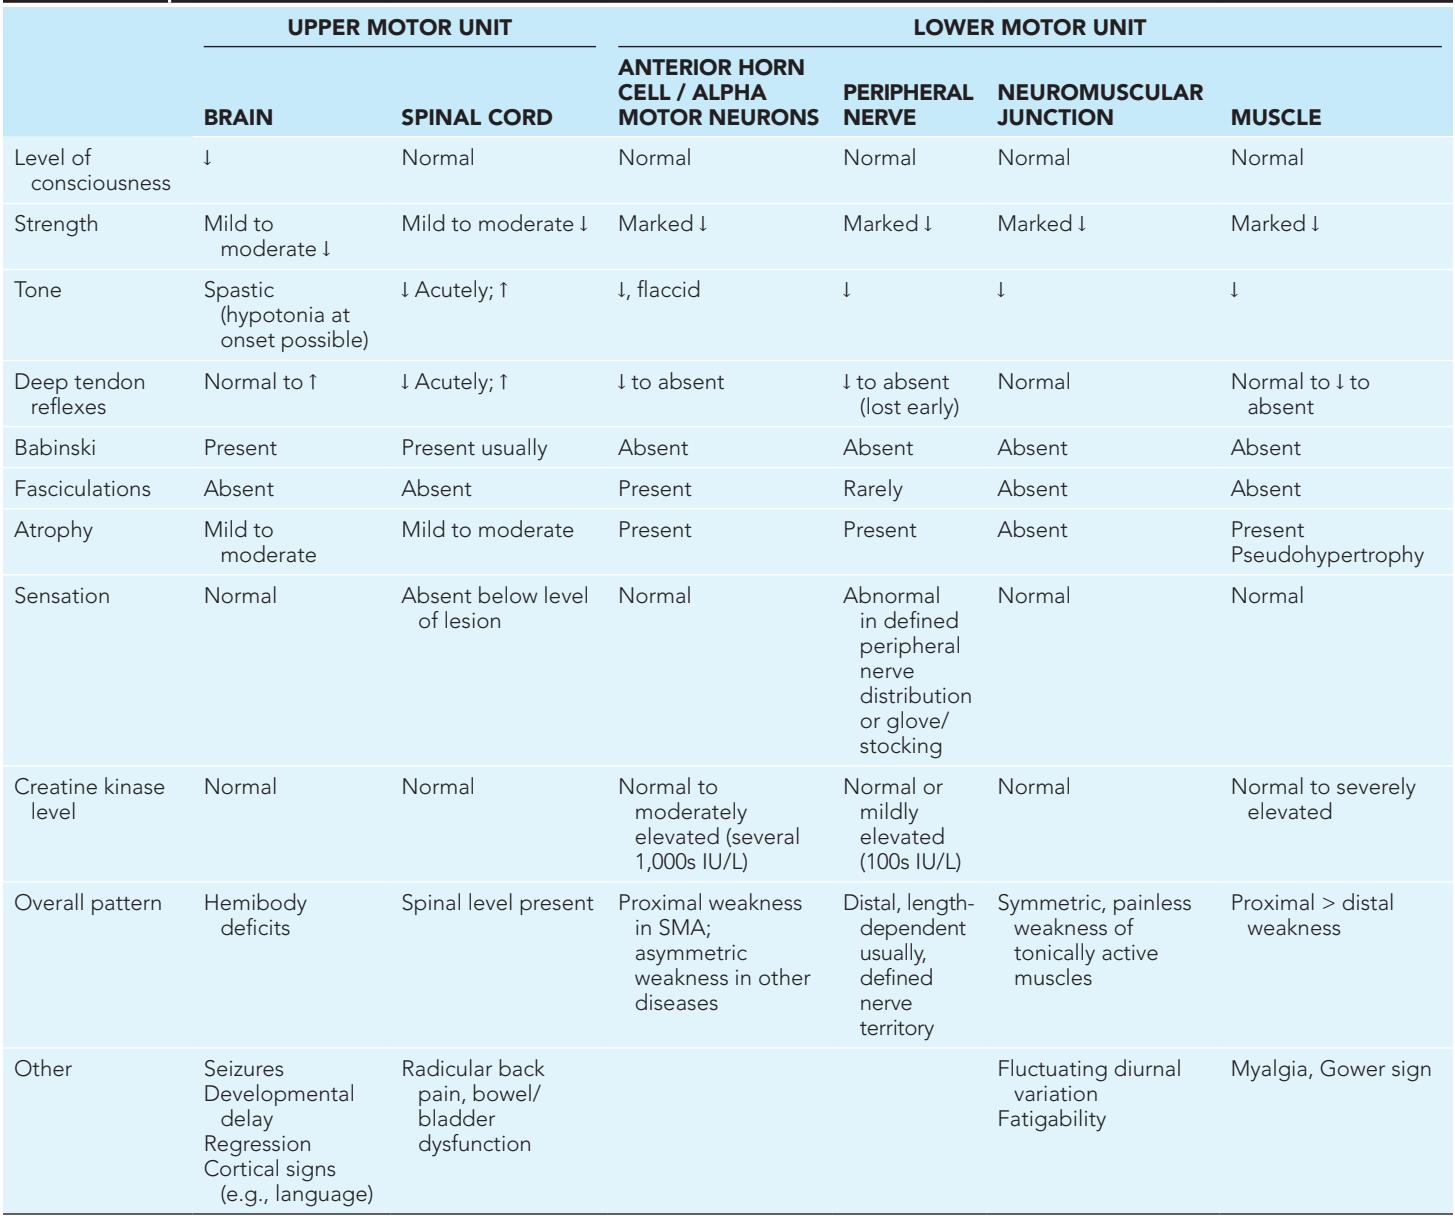 UPPER MOTOR UNIT LOWER MOTOR UNIT
BRAIN
SPINAL CORD
ANTERIOR HORN
CELL / ALPHA
MOTOR NEURONS
PERIPHERAL
NERVE
NEUROMUSCULAR
JUNCTION
MUSCLE
Level of
consciousness
↓
Normal
Normal
Normal
Normal
Normal
Strength
Mild to
moderate ↓
Mild to moderate ↓
Marked ↓
Marked ↓
Marked ↓
Marked ↓
Tone
Spastic
(hypotonia at
onset possible)
↓ Acutely; ↑
↓, flaccid
↓
↓
↓
Deep tendon
reflexes
Normal to ↑
↓ Acutely; ↑
↓ to absent
↓ to absent
(lost early)
Normal
Normal to ↓ to
absent
Babinski
Present
Present usually
Absent
Absent
Absent
Absent
Fasciculations
Absent
Absent
Present
Rarely
Absent
Absent
Atrophy
Mild to
moderate
Mild to moderate
Present
Present
Absent
Present
Pseudohypertrophy
Sensation
Normal
Absent below level
of lesion
Normal
Abnormal
in defined
peripheral
nerve
distribution
or glove/
stocking
Normal
Normal
Creatine kinase
level
Normal
Normal
Normal to
moderately
elevated (several
1,000s IU/L)
Normal or
mildly
elevated
(100s IU/L)
Normal
Normal to severely
elevated
Overall pattern
Hemibody
deficits
Spinal level present
Proximal weakness
in SMA;
asymmetric
weakness in other
diseases
Distal, length-
dependent
usually,
defined
nerve
territory
Symmetric, painless
weakness of
tonically active
muscles
Proximal > distal
weakness
Other
Seizures
Developmental
delay
Regression
Cortical signs
(e.g., language)
Radicular back
pain, bowel/
bladder
dysfunction
Fluctuating diurnal
variation
Fatigability
Myalgia, Gower sign